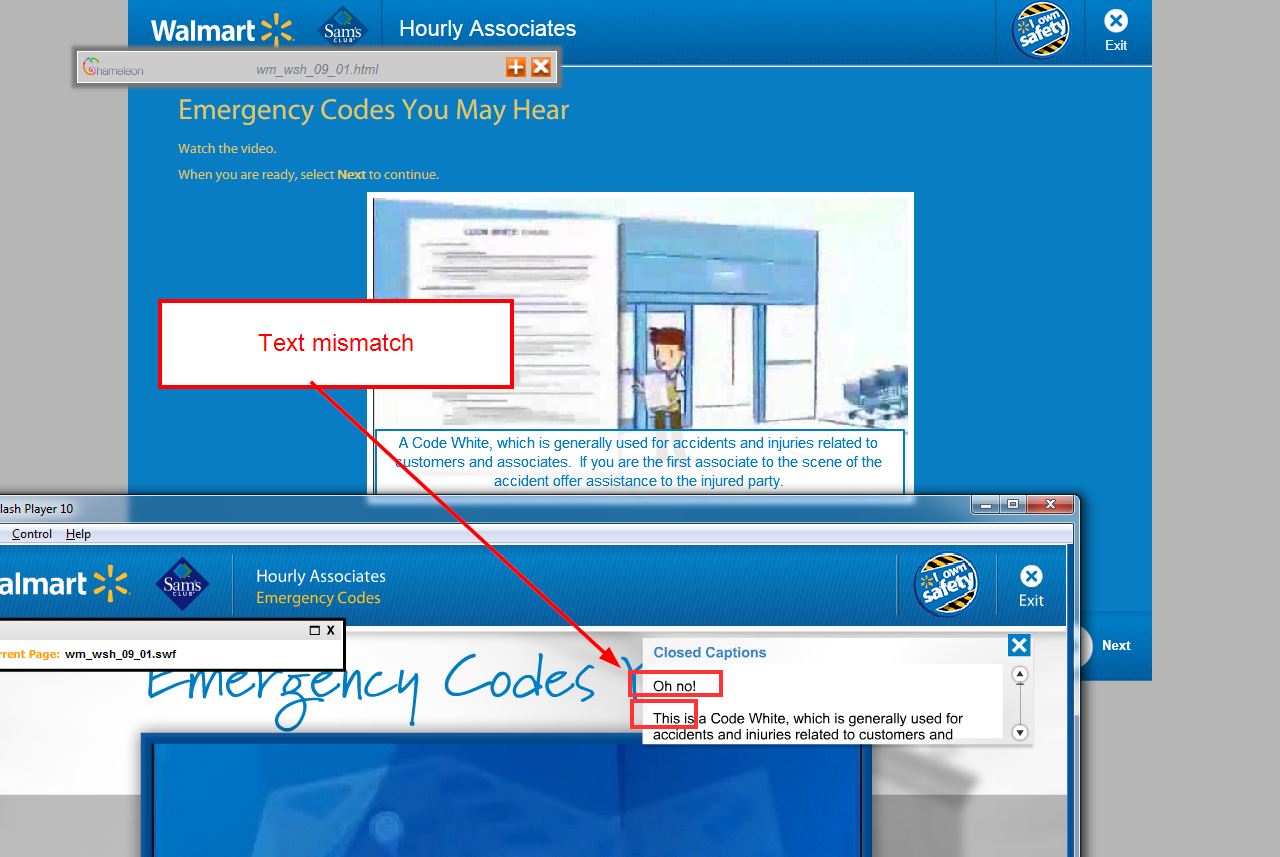 Walmart
Sam's
CLUB
Hourly Associates
I own
safety
Exit
Chameleon
wm_wsh_09_01.html
Emergency Codes You May Hear
Watch the video.
When you are ready, select Next to continue.
CODE WHITE
Text mismatch
A Code White, which is generally used for accidents and injuries related to
customers and associates. If you are the first associate to the scene of the
accident offer assistance to the injured party.
lash Player 10
Control Help
almart
Sam's
CLUB
Hourly Associates
Emergency Codes
I own
safety
Exit
rrent Page: wm_wsh_09_01.swf
Next
Emergency Codes Y
Closed Captions
Oh no!
This is a Code White, which is generally used for
accidents and injuries related to customers and